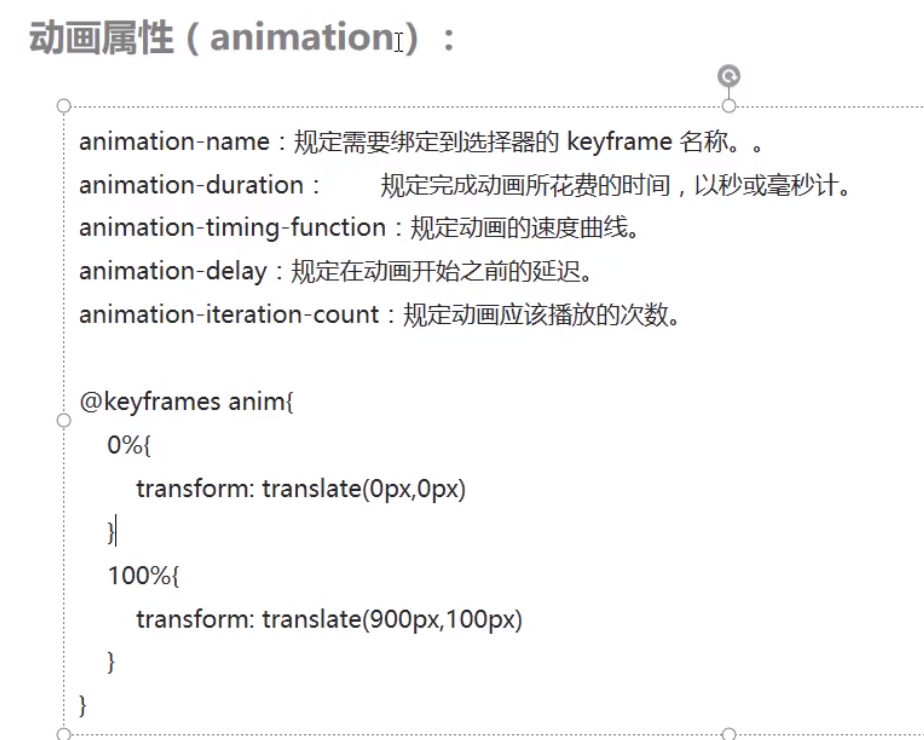 动画属性（animation）：
animation-name：规定需要绑定到选择器的 keyframe 名称。。
animation-duration： 规定完成动画所花费的时间，以秒或毫秒计。
animation-timing-function：规定动画的速度曲线。
animation-delay：规定在动画开始之前的延迟。
animation-iteration-count：规定动画应该播放的次数。
@keyframes anim{
0%{
transform: translate(0px,0px)
}
100%{
transform: translate(900px,100px)
}
}